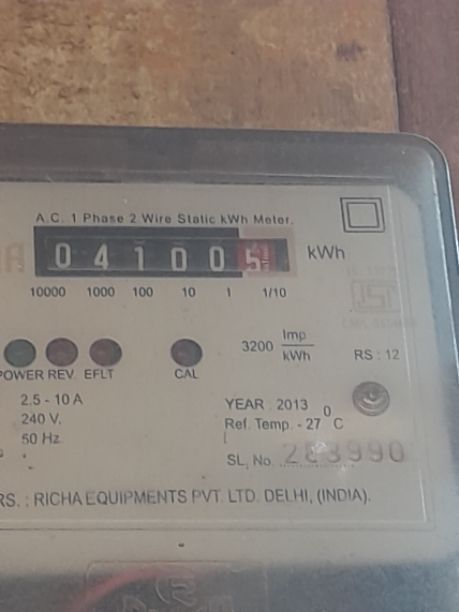 A.C. 1 Phase 2 Wire Static kWh Meter.
0 4 1 0 0 5 kWh
10000 1000 100 10 1 1/10
3200 Imp/kWh
RS : 12
POWER REV. EFLT CAL
2.5 - 10 A
240 V.
50 Hz
YEAR 2013
Ref. Temp. - 27 0 C
SL. No. 283990
RS. : RICHA EQUIPMENTS PVT. LTD. DELHI, (INDIA).